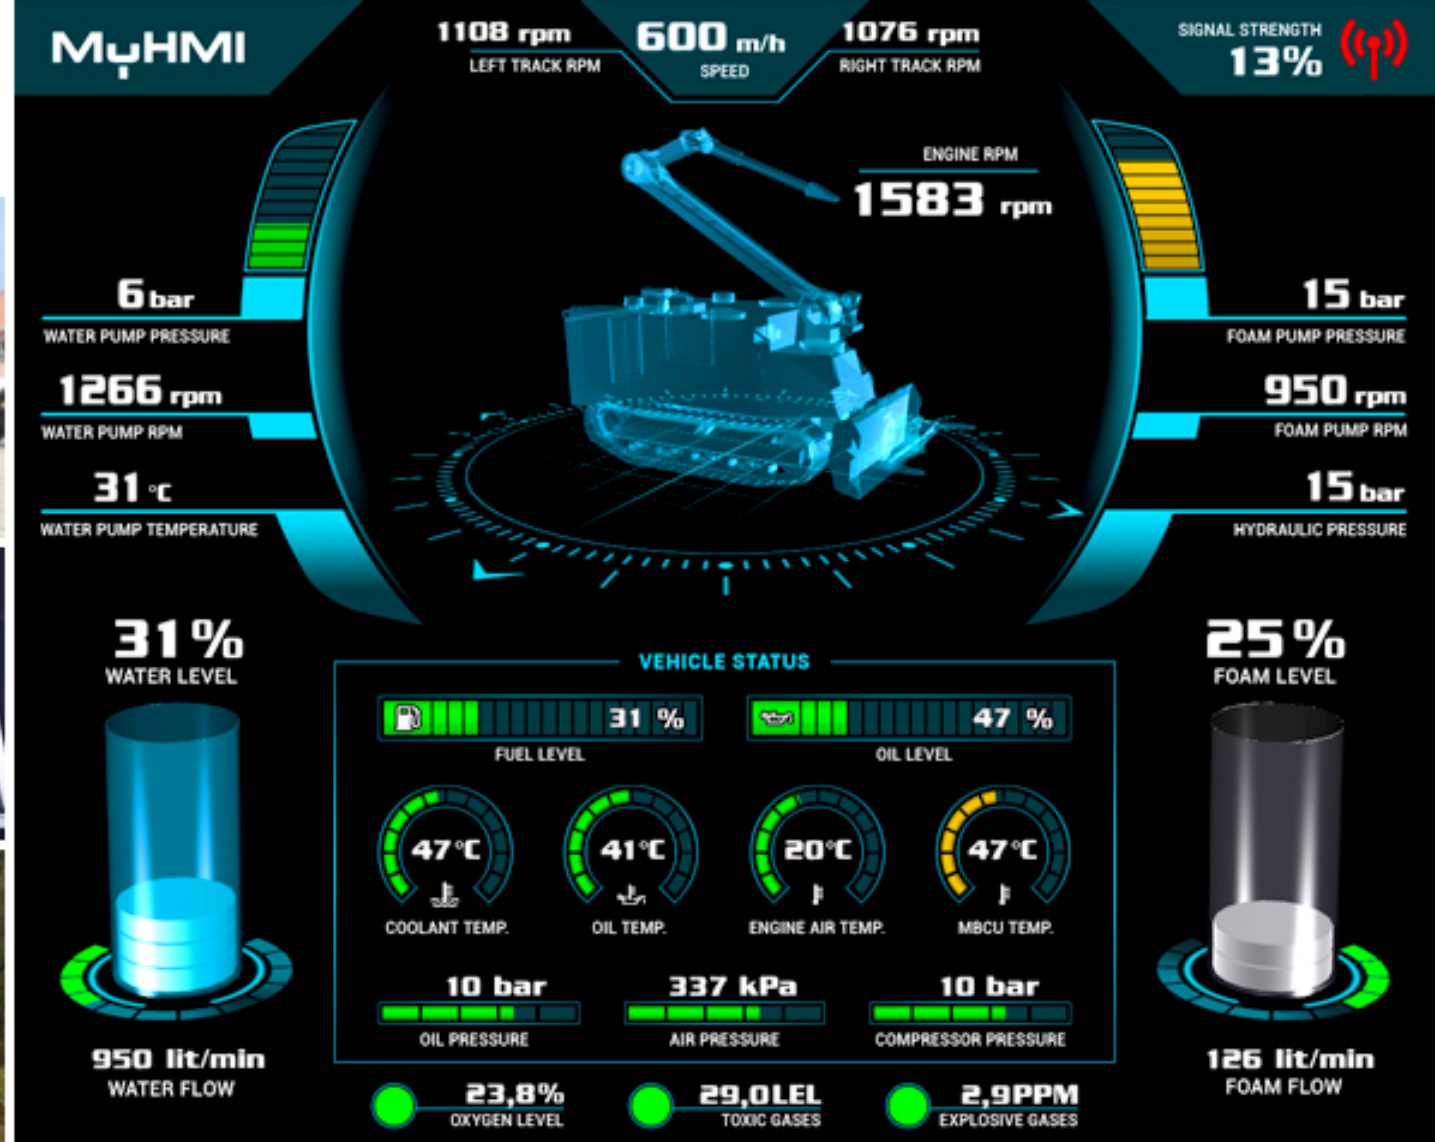 MyHMI
1108 rpm
LEFT TRACK RPM
600 m/h
SPEED
1076 rpm
RIGHT TRACK RPM
SIGNAL STRENGTH
13%
ENGINE RPM
1583 rpm
6 bar
WATER PUMP PRESSURE
1266 rpm
WATER PUMP RPM
31 °C
WATER PUMP TEMPERATURE
15 bar
FOAM PUMP PRESSURE
950 rpm
FOAM PUMP RPM
15 bar
HYDRAULIC PRESSURE
31%
WATER LEVEL
950 lit/min
WATER FLOW
VEHICLE STATUS
31 %
FUEL LEVEL
47 %
OIL LEVEL
47°C
COOLANT TEMP.
41°C
OIL TEMP.
20°C
ENGINE AIR TEMP.
47°C
MBCU TEMP.
10 bar
OIL PRESSURE
337 kPa
AIR PRESSURE
10 bar
COMPRESSOR PRESSURE
25%
FOAM LEVEL
126 lit/min
FOAM FLOW
23,8%
OXYGEN LEVEL
29,0LEL
TOXIC GASES
2,9PPM
EXPLOSIVE GASES